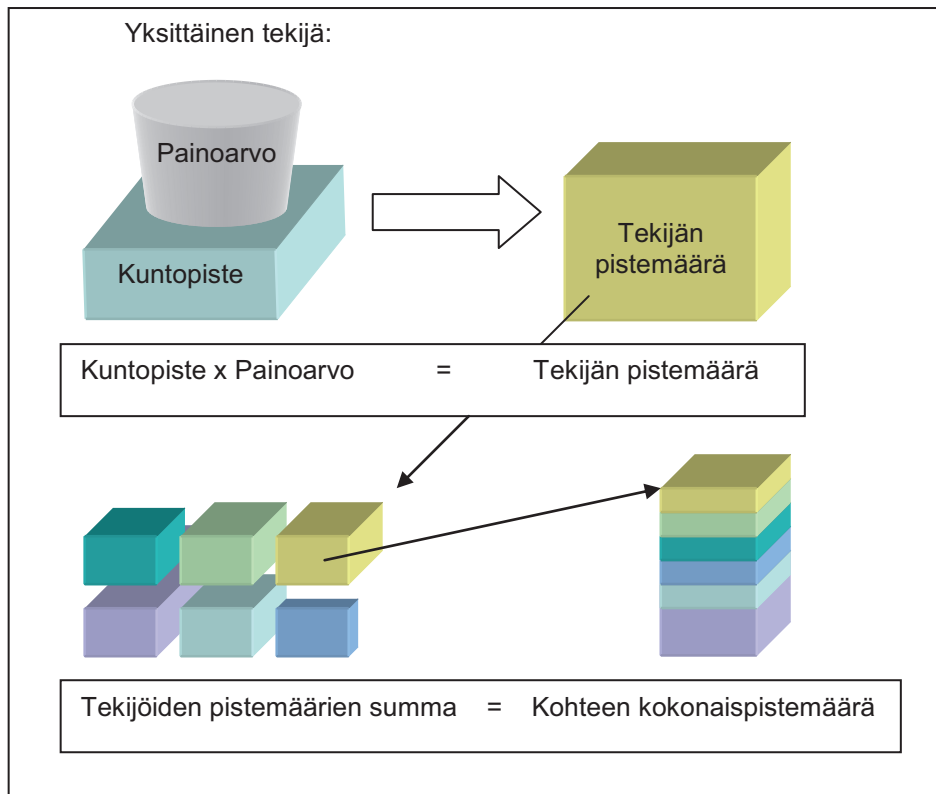 Yksittäinen tekijä:
Painoarvo
Kuntopiste
Tekijän
pistemäärä
Kuntopiste x Painoarvo = Tekijän pistemäärä
Tekijöiden pistemäärien summa = Kohteen kokonaispistemäärä